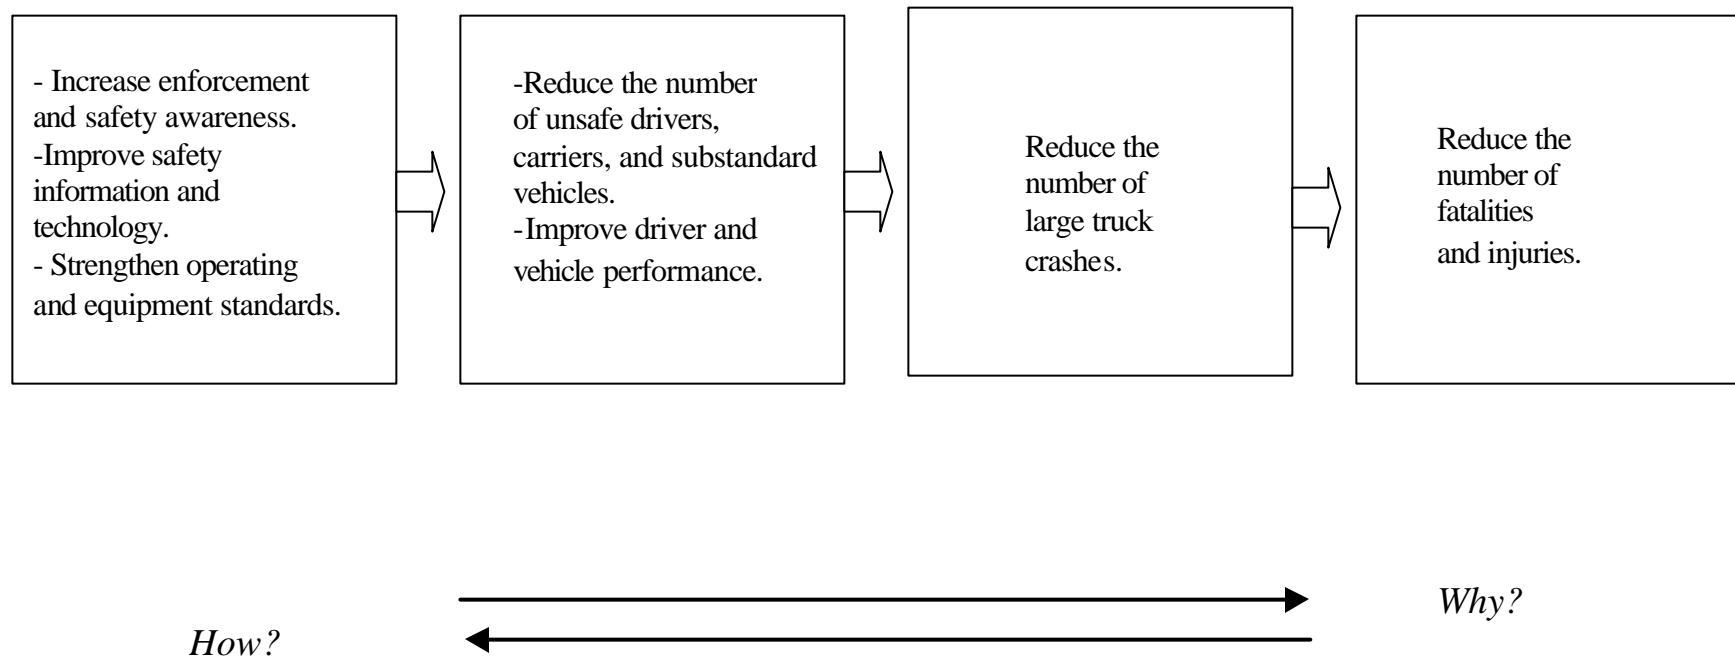 - Increase enforcement
and safety awareness.
-Improve safety
information and
technology.
- Strengthen operating
and equipment standards.
-Reduce the number
of unsafe drivers,
carriers, and substandard
vehicles.
-Improve driver and
vehicle performance.
Reduce the
number of
large truck
crashes.
Reduce the
number of
fatalities
and injuries.
Why?
How?